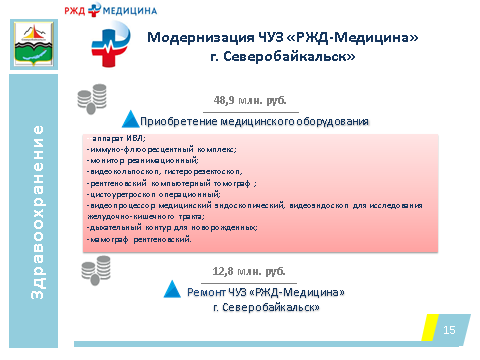 РЖД МЕДИЦИНА
Модернизация ЧУЗ «РЖД-Медицина»
г. Северобайкальск»
Здравоохранение
48,9 млн. руб.
Приобретение медицинского оборудования
аппарат ИВЛ;
-иммуно-флюоресцентный комплекс;
-монитор реанимационный;
-видеокольпоскоп, гистерорезектоскоп,
-рентгеновский компьютерный томограф ;
-цистоуретроскоп операционный;
-видеопроцессор медицинский эндоскопический, видеоэндоскоп для исследования
желудочно-кишечного тракта;
-дыхательный контур для новорожденных;
-маммограф рентгеновский.
12,8 млн. руб.
Ремонт ЧУЗ «РЖД-Медицина»
г. Северобайкальск»
15